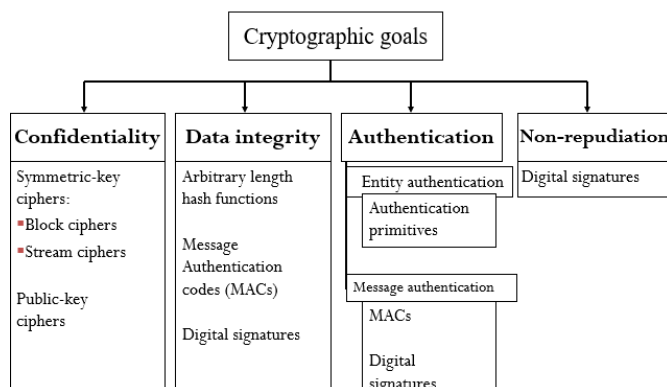 Cryptographic goals
Confidentiality
Symmetric-key
ciphers:
▪Block ciphers
▪Stream ciphers
Public-key
ciphers
Data integrity
Arbitrary length
hash functions
Message
Authentication
codes (MACs)
Digital signatures
Authentication
Entity authentication
Authentication
primitives
Message authentication
MACs
Digital
signatures
Non-repudiation
Digital signatures